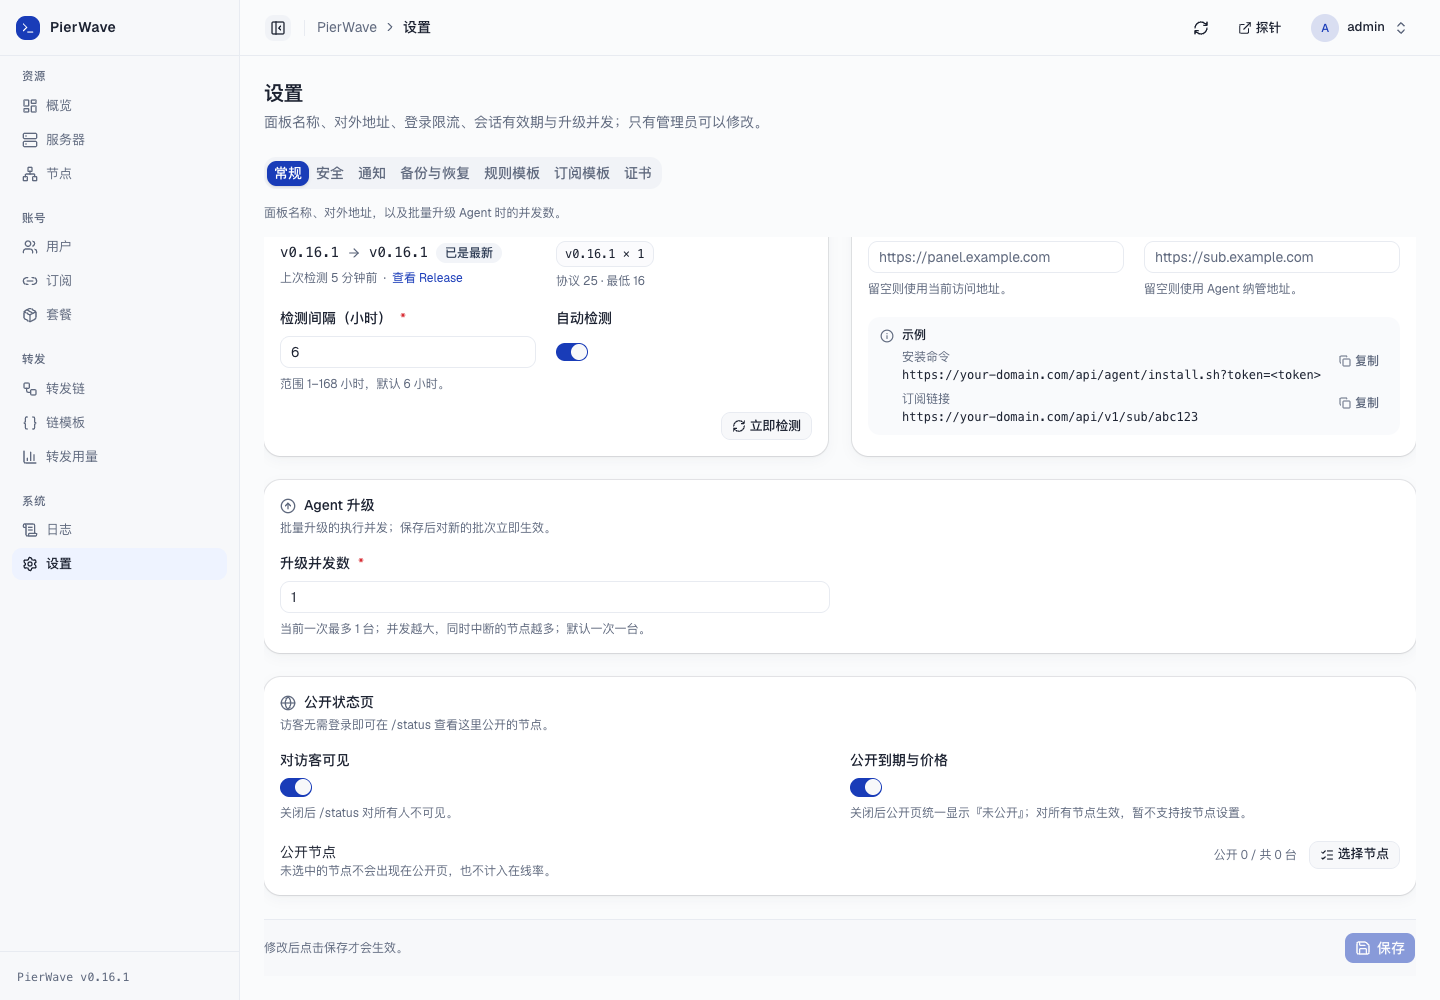 PierWave
资源
概览
服务器
节点
账号
用户
订阅
套餐
转发
转发链
链模板
转发用量
系统
日志
设置
PierWave v0.16.1
PierWave > 设置
探针
A
admin
设置
面板名称、对外地址、登录限流、会话有效期与升级并发；只有管理员可以修改。
常规 安全 通知 备份与恢复 规则模板 订阅模板 证书
面板名称、对外地址，以及批量升级 Agent 时的并发数。
v0.16.1 → v0.16.1 已是最新
上次检测 5 分钟前 · 查看 Release
v0.16.1 × 1
协议 25 · 最低 16
检测间隔（小时） *
6
范围 1–168 小时，默认 6 小时。
自动检测
立即检测
https://panel.example.com
留空则使用当前访问地址。
https://sub.example.com
留空则使用 Agent 纳管地址。
示例
安装命令
https://your-domain.com/api/agent/install.sh?token=<token>
复制
订阅链接
https://your-domain.com/api/v1/sub/abc123
复制
Agent 升级
批量升级的执行并发；保存后对新的批次立即生效。
升级并发数 *
1
当前一次最多 1 台；并发越大，同时中断的节点越多；默认一次一台。
公开状态页
访客无需登录即可在 /status 查看这里公开的节点。
对访客可见
关闭后 /status 对所有人不可见。
公开到期与价格
关闭后公开页统一显示『未公开』；对所有节点生效，暂不支持按节点设置。
公开节点
未选中的节点不会出现在公开页，也不计入在线率。
公开 0 / 共 0 台
选择节点
修改后点击保存才会生效。
保存